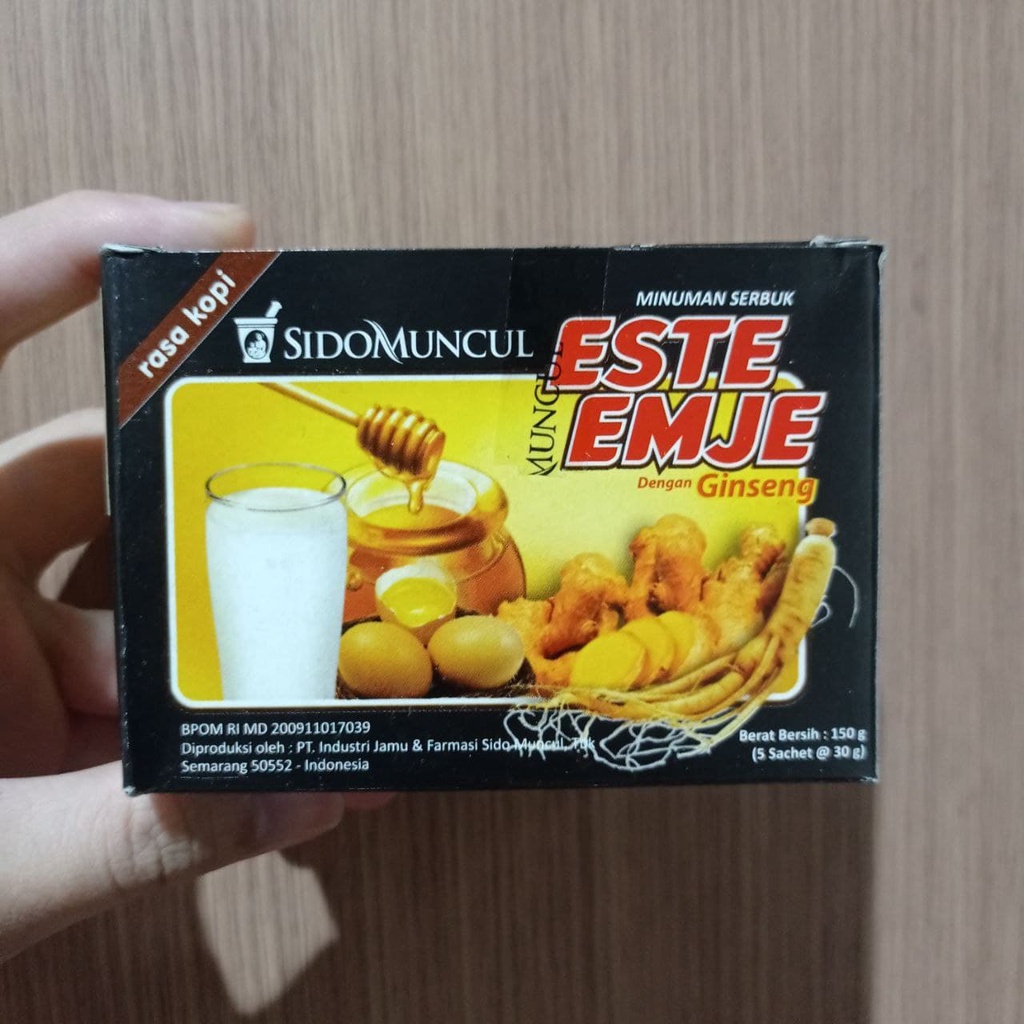 rasa kopi
SIDOMUNCUL
MINUMAN SERBUK
MUNCUL
ESTE
EMJE
Dengan Ginseng
BPOM RI MD 200911017039
Diproduksi oleh : PT. Industri Jamu & Farmasi Sido Muncul, Tbk
Semarang 50552 - Indonesia
Berat Bersih : 150 g
(5 Sachet @ 30 g)